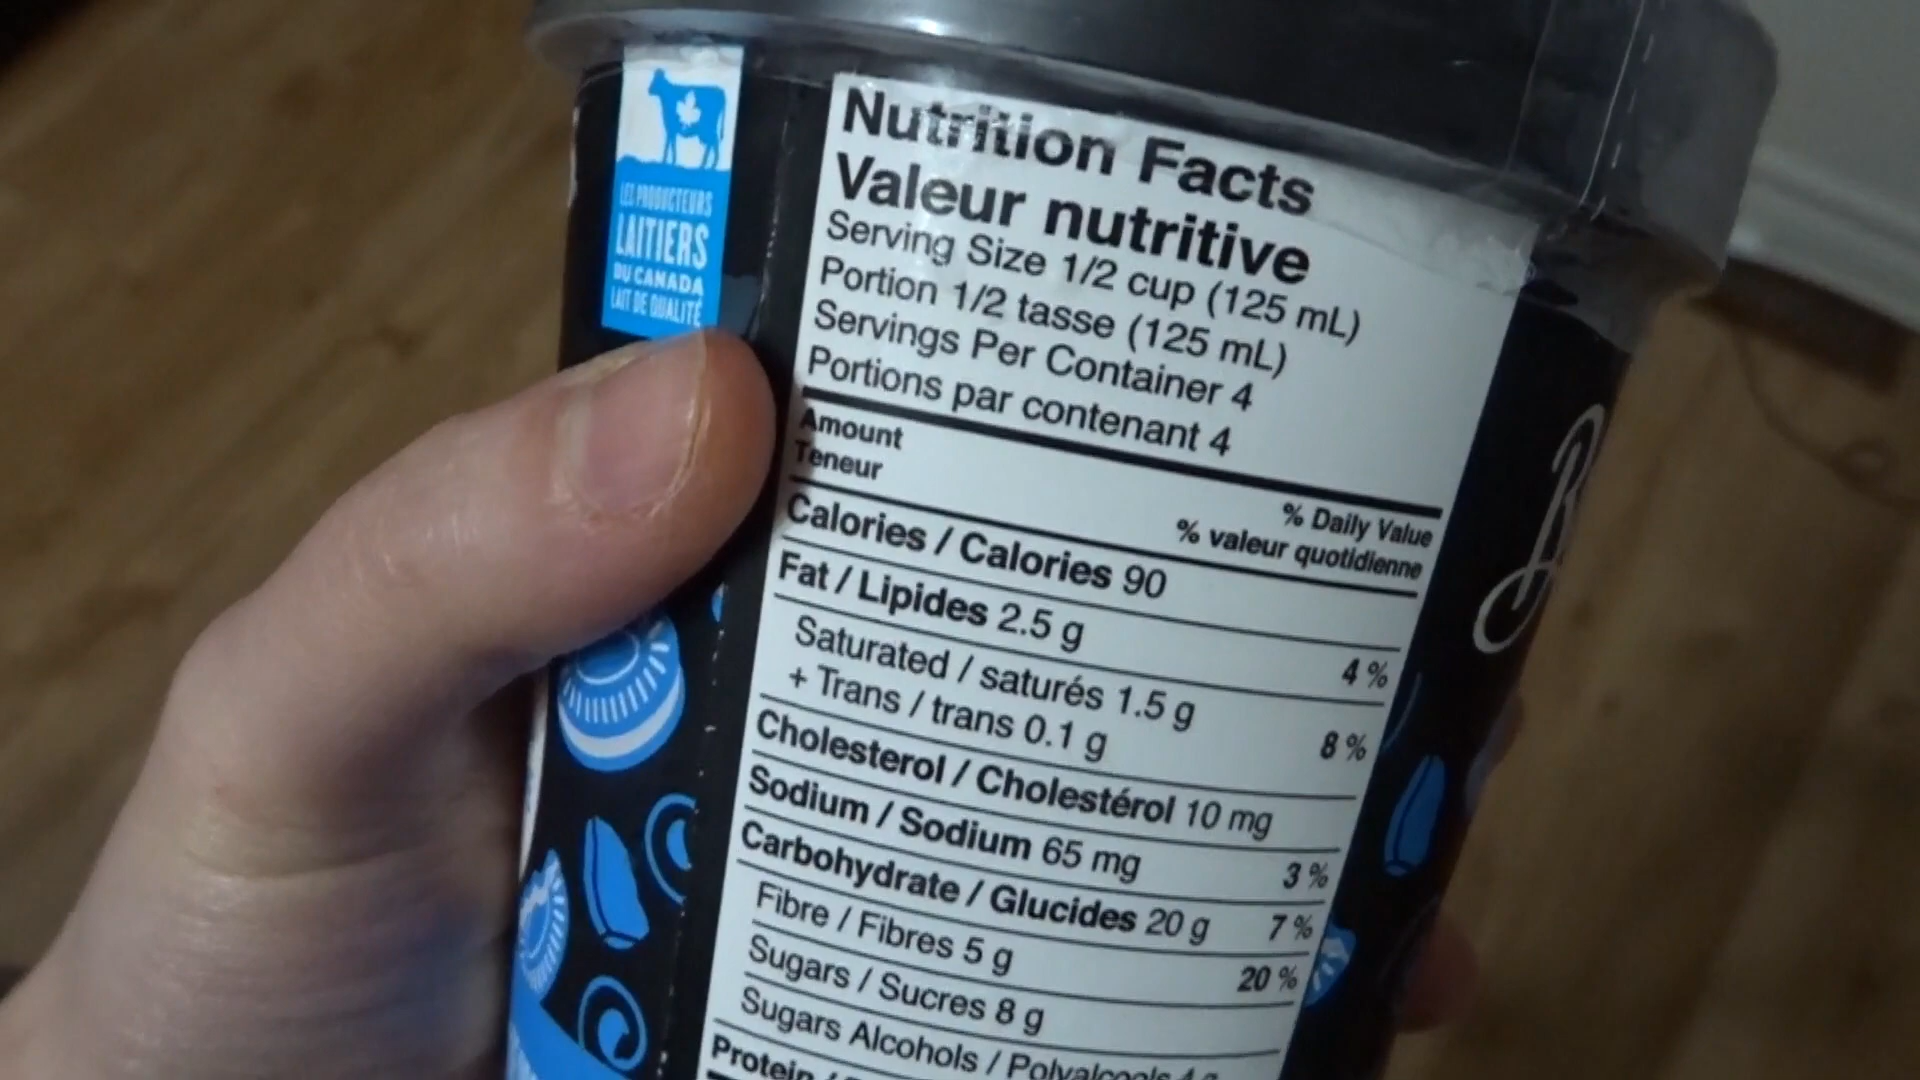 LES PRODUCTEURS
LAITIERS
DU CANADA
LAIT DE QUALITÉ
Nutrition Facts
Valeur nutritive
Serving Size 1/2 cup (125 mL)
Portion 1/2 tasse (125 mL)
Servings Per Container 4
Portions par contenant 4
Amount
Teneur
% Daily Value
% valeur quotidienne
Calories / Calories 90
Fat / Lipides 2.5 g 4 %
Saturated / saturés 1.5 g
+ Trans / trans 0.1 g 8 %
Cholesterol / Cholestérol 10 mg
Sodium / Sodium 65 mg 3 %
Carbohydrate / Glucides 20 g 7 %
Fibre / Fibres 5 g 20 %
Sugars / Sucres 8 g
Sugars Alcohols / Polyalcools 4 g
Protein /